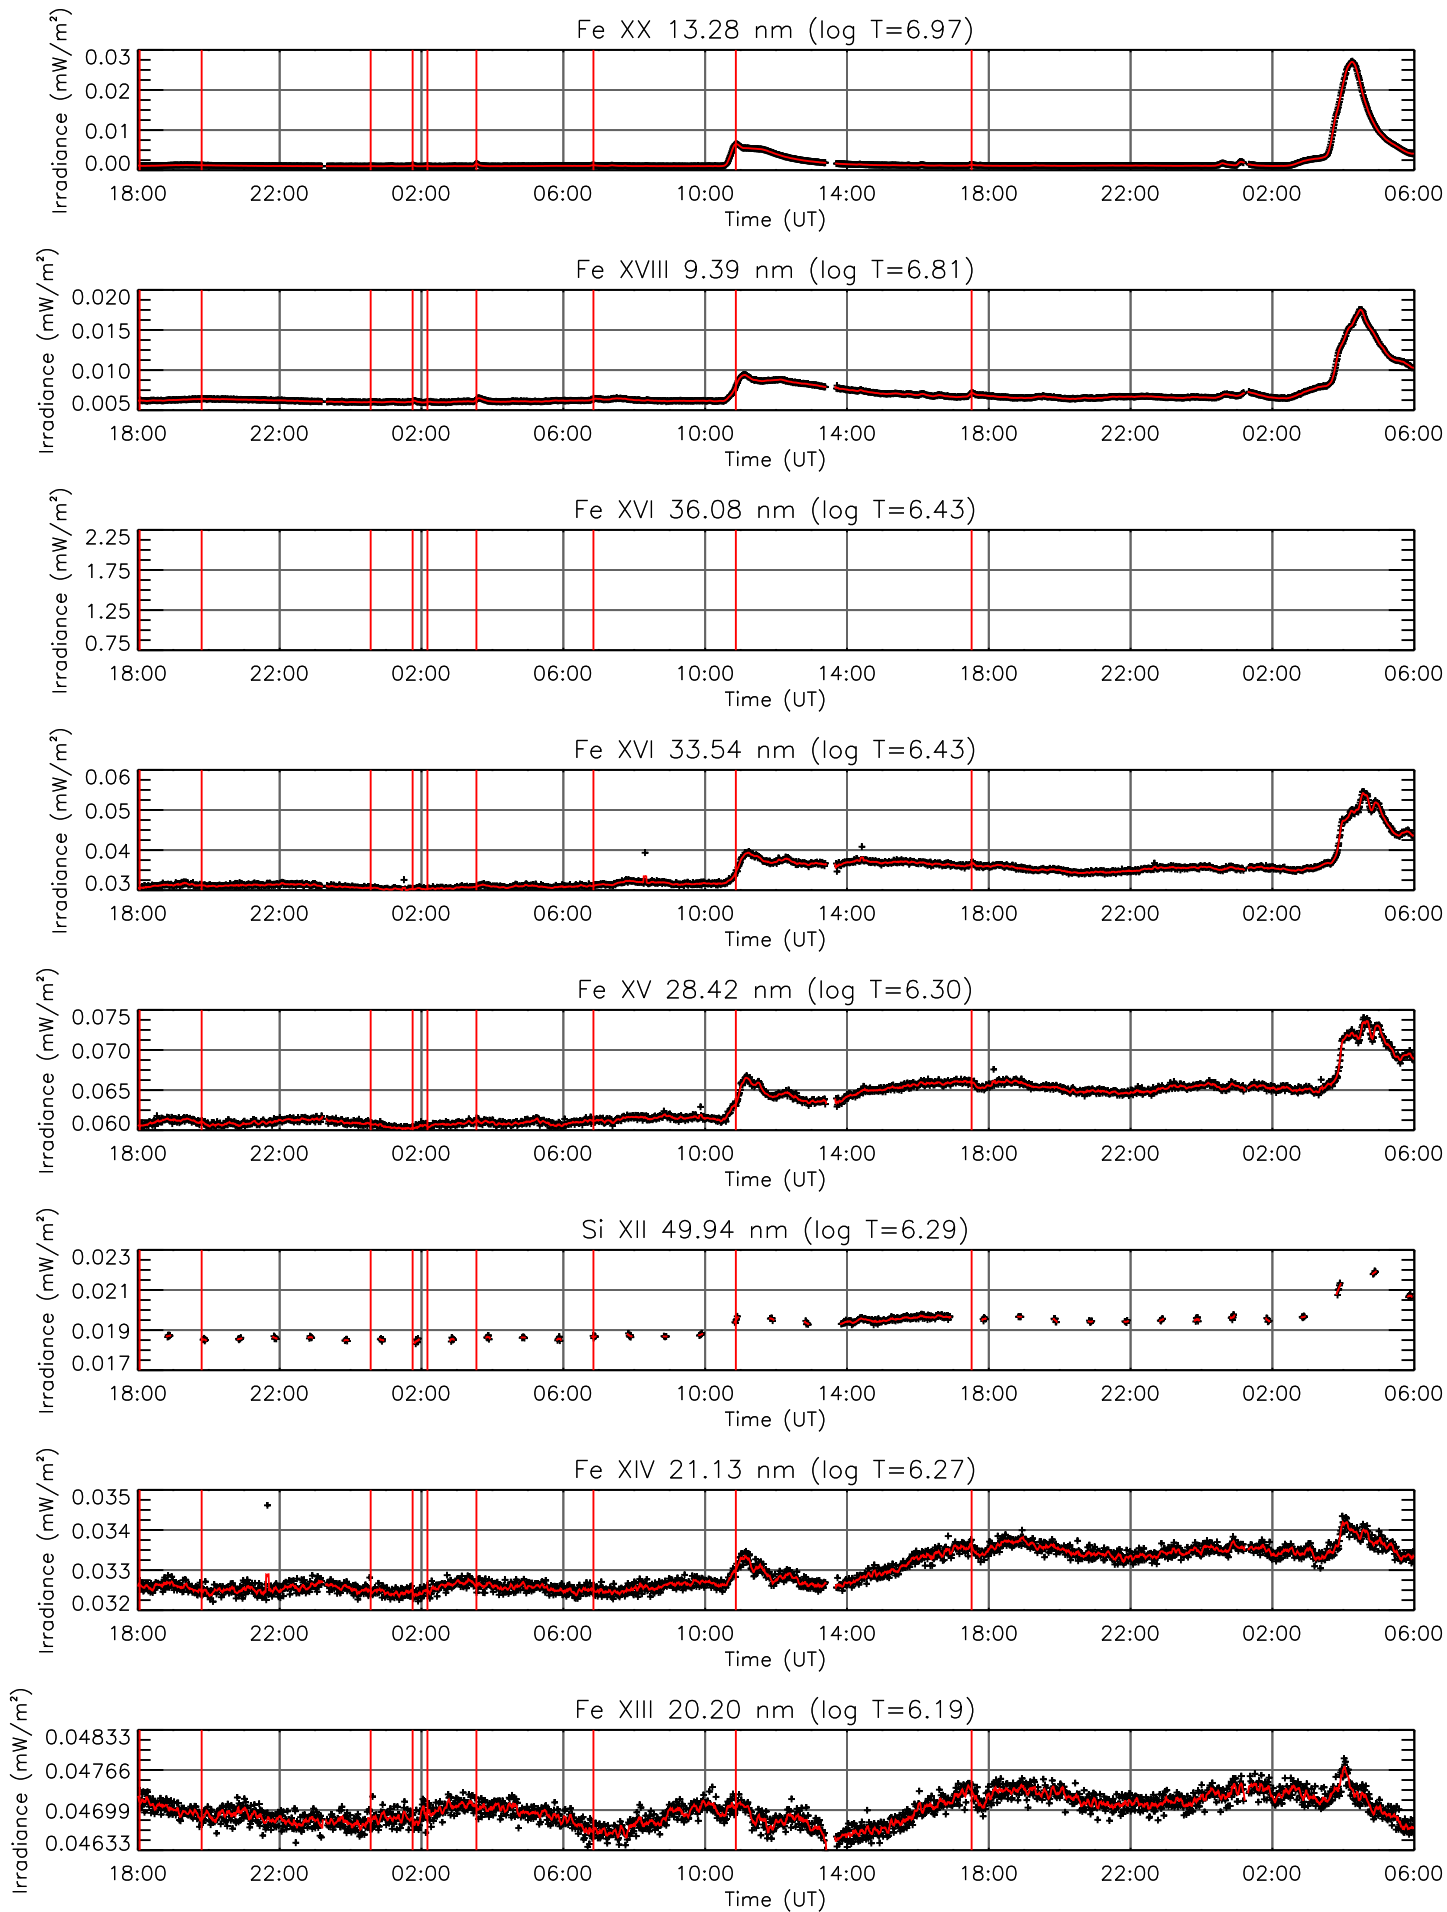 Fe XX 13.28 nm (log T=6.97)
Irradiance (mW/m²)
0.03
0.02
0.01
0.00
18:00 22:00 02:00 06:00 10:00 14:00 18:00 22:00 02:00 06:00
Time (UT)
Fe XVIII 9.39 nm (log T=6.81)
Irradiance (mW/m²)
0.020
0.015
0.010
0.005
18:00 22:00 02:00 06:00 10:00 14:00 18:00 22:00 02:00 06:00
Time (UT)
Fe XVI 36.08 nm (log T=6.43)
Irradiance (mW/m²)
2.25
1.75
1.25
0.75
18:00 22:00 02:00 06:00 10:00 14:00 18:00 22:00 02:00 06:00
Time (UT)
Fe XVI 33.54 nm (log T=6.43)
Irradiance (mW/m²)
0.06
0.05
0.04
0.03
18:00 22:00 02:00 06:00 10:00 14:00 18:00 22:00 02:00 06:00
Time (UT)
Fe XV 28.42 nm (log T=6.30)
Irradiance (mW/m²)
0.075
0.070
0.065
0.060
18:00 22:00 02:00 06:00 10:00 14:00 18:00 22:00 02:00 06:00
Time (UT)
Si XII 49.94 nm (log T=6.29)
Irradiance (mW/m²)
0.023
0.021
0.019
0.017
18:00 22:00 02:00 06:00 10:00 14:00 18:00 22:00 02:00 06:00
Time (UT)
Fe XIV 21.13 nm (log T=6.27)
Irradiance (mW/m²)
0.035
0.034
0.033
0.032
18:00 22:00 02:00 06:00 10:00 14:00 18:00 22:00 02:00 06:00
Time (UT)
Fe XIII 20.20 nm (log T=6.19)
Irradiance (mW/m²)
0.04833
0.04766
0.04699
0.04633
18:00 22:00 02:00 06:00 10:00 14:00 18:00 22:00 02:00 06:00
Time (UT)